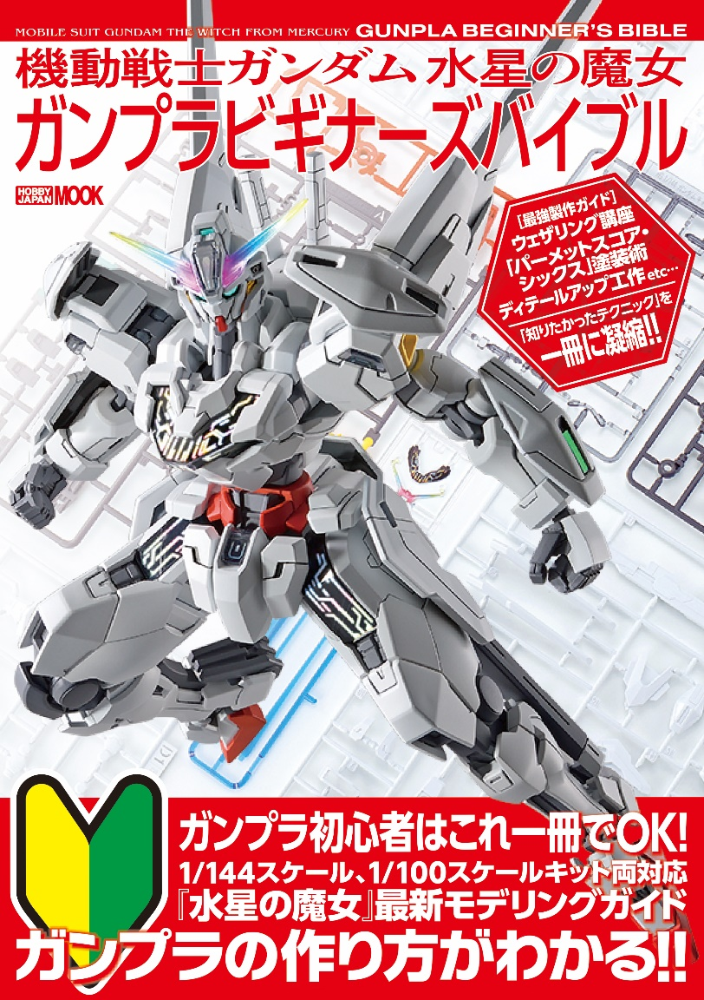 MOBILE SUIT GUNDAM THE WITCH FROM MERCURY GUNPLA BEGINNER'S BIBLE
機動戦士ガンダム 水星の魔女
ガンプラビギナーズバイブル
HOBBY JAPAN MOOK
[最強製作ガイド]
ウェザリング講座
「パーメットスコア・
シックス」塗装術
ディテールアップ工作 etc…
「知りたかったテクニック」を
一冊に凝縮!!
ガンプラ初心者はこれ一冊でOK!
1/144スケール、1/100スケールキット両対応
『水星の魔女』最新モデリングガイド
ガンプラの作り方がわかる!!